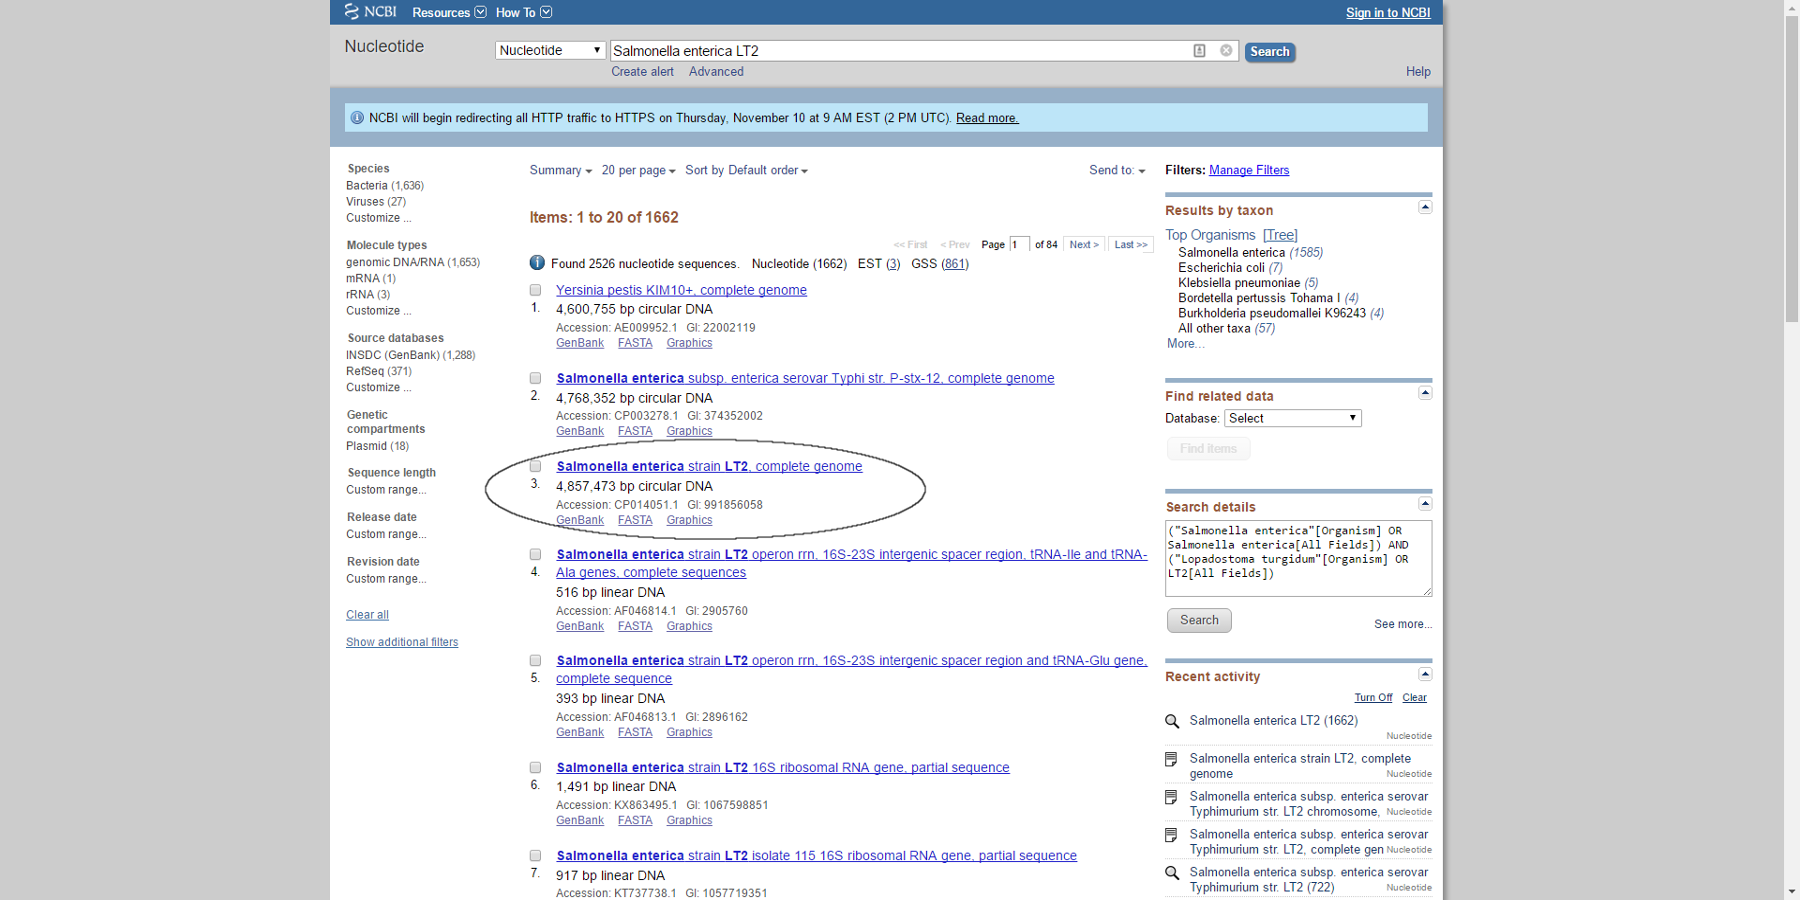 NCBI Resources How To Sign in to NCBI
Nucleotide Nucleotide Salmonella enterica LT2 Search
Create alert Advanced Help
NCBI will begin redirecting all HTTP traffic to HTTPS on Thursday, November 10 at 9 AM EST (2 PM UTC). Read more.
Species
Bacteria (1,636)
Viruses (27)
Customize ...
Molecule types
genomic DNA/RNA (1,653)
mRNA (1)
rRNA (3)
Customize ...
Source databases
INSDC (GenBank) (1,288)
RefSeq (371)
Customize ...
Genetic
compartments
Plasmid (18)
Sequence length
Custom range...
Release date
Custom range...
Revision date
Custom range...
Clear all
Show additional filters
Summary 20 per page Sort by Default order Send to:
Items: 1 to 20 of 1662
<< First < Prev Page 1 of 84 Next > Last >>
Found 2526 nucleotide sequences. Nucleotide (1662) EST (3) GSS (861)
Yersinia pestis KIM10+, complete genome
1. 4,600,755 bp circular DNA
Accession: AE009952.1 GI: 22002119
GenBank FASTA Graphics
Salmonella enterica subsp. enterica serovar Typhi str. P-stx-12, complete genome
2. 4,768,352 bp circular DNA
Accession: CP003278.1 GI: 374352002
GenBank FASTA Graphics
Salmonella enterica strain LT2, complete genome
3. 4,857,473 bp circular DNA
Accession: CP014051.1 GI: 991856058
GenBank FASTA Graphics
Salmonella enterica strain LT2 operon rrn, 16S-23S intergenic spacer region, tRNA-Ile and tRNA-
4. Ala genes, complete sequences
516 bp linear DNA
Accession: AF046814.1 GI: 2905760
GenBank FASTA Graphics
Salmonella enterica strain LT2 operon rrn, 16S-23S intergenic spacer region and tRNA-Glu gene,
5. complete sequence
393 bp linear DNA
Accession: AF046813.1 GI: 2896162
GenBank FASTA Graphics
Salmonella enterica strain LT2 16S ribosomal RNA gene, partial sequence
6. 1,491 bp linear DNA
Accession: KX863495.1 GI: 1067598851
GenBank FASTA Graphics
Salmonella enterica strain LT2 isolate 115 16S ribosomal RNA gene, partial sequence
7. 917 bp linear DNA
Accession: KT737738.1 GI: 1057719351
Filters: Manage Filters
Results by taxon
Top Organisms [Tree]
Salmonella enterica (1585)
Escherichia coli (7)
Klebsiella pneumoniae (5)
Bordetella pertussis Tohama I (4)
Burkholderia pseudomallei K96243 (4)
All other taxa (57)
More...
Find related data
Database: Select
Find items
Search details
("Salmonella enterica"[Organism] OR
Salmonella enterica[All Fields]) AND
("Lopadostoma turgidum"[Organism] OR
LT2[All Fields])
Search See more...
Recent activity
Turn Off Clear
Salmonella enterica LT2 (1662)
Nucleotide
Salmonella enterica strain LT2, complete
genome Nucleotide
Salmonella enterica subsp. enterica serovar
Typhimurium str. LT2 chromosome, Nucleotide
Salmonella enterica subsp. enterica serovar
Typhimurium str. LT2, complete gen Nucleotide
Salmonella enterica subsp. enterica serovar
Typhimurium str. LT2 (722) Nucleotide